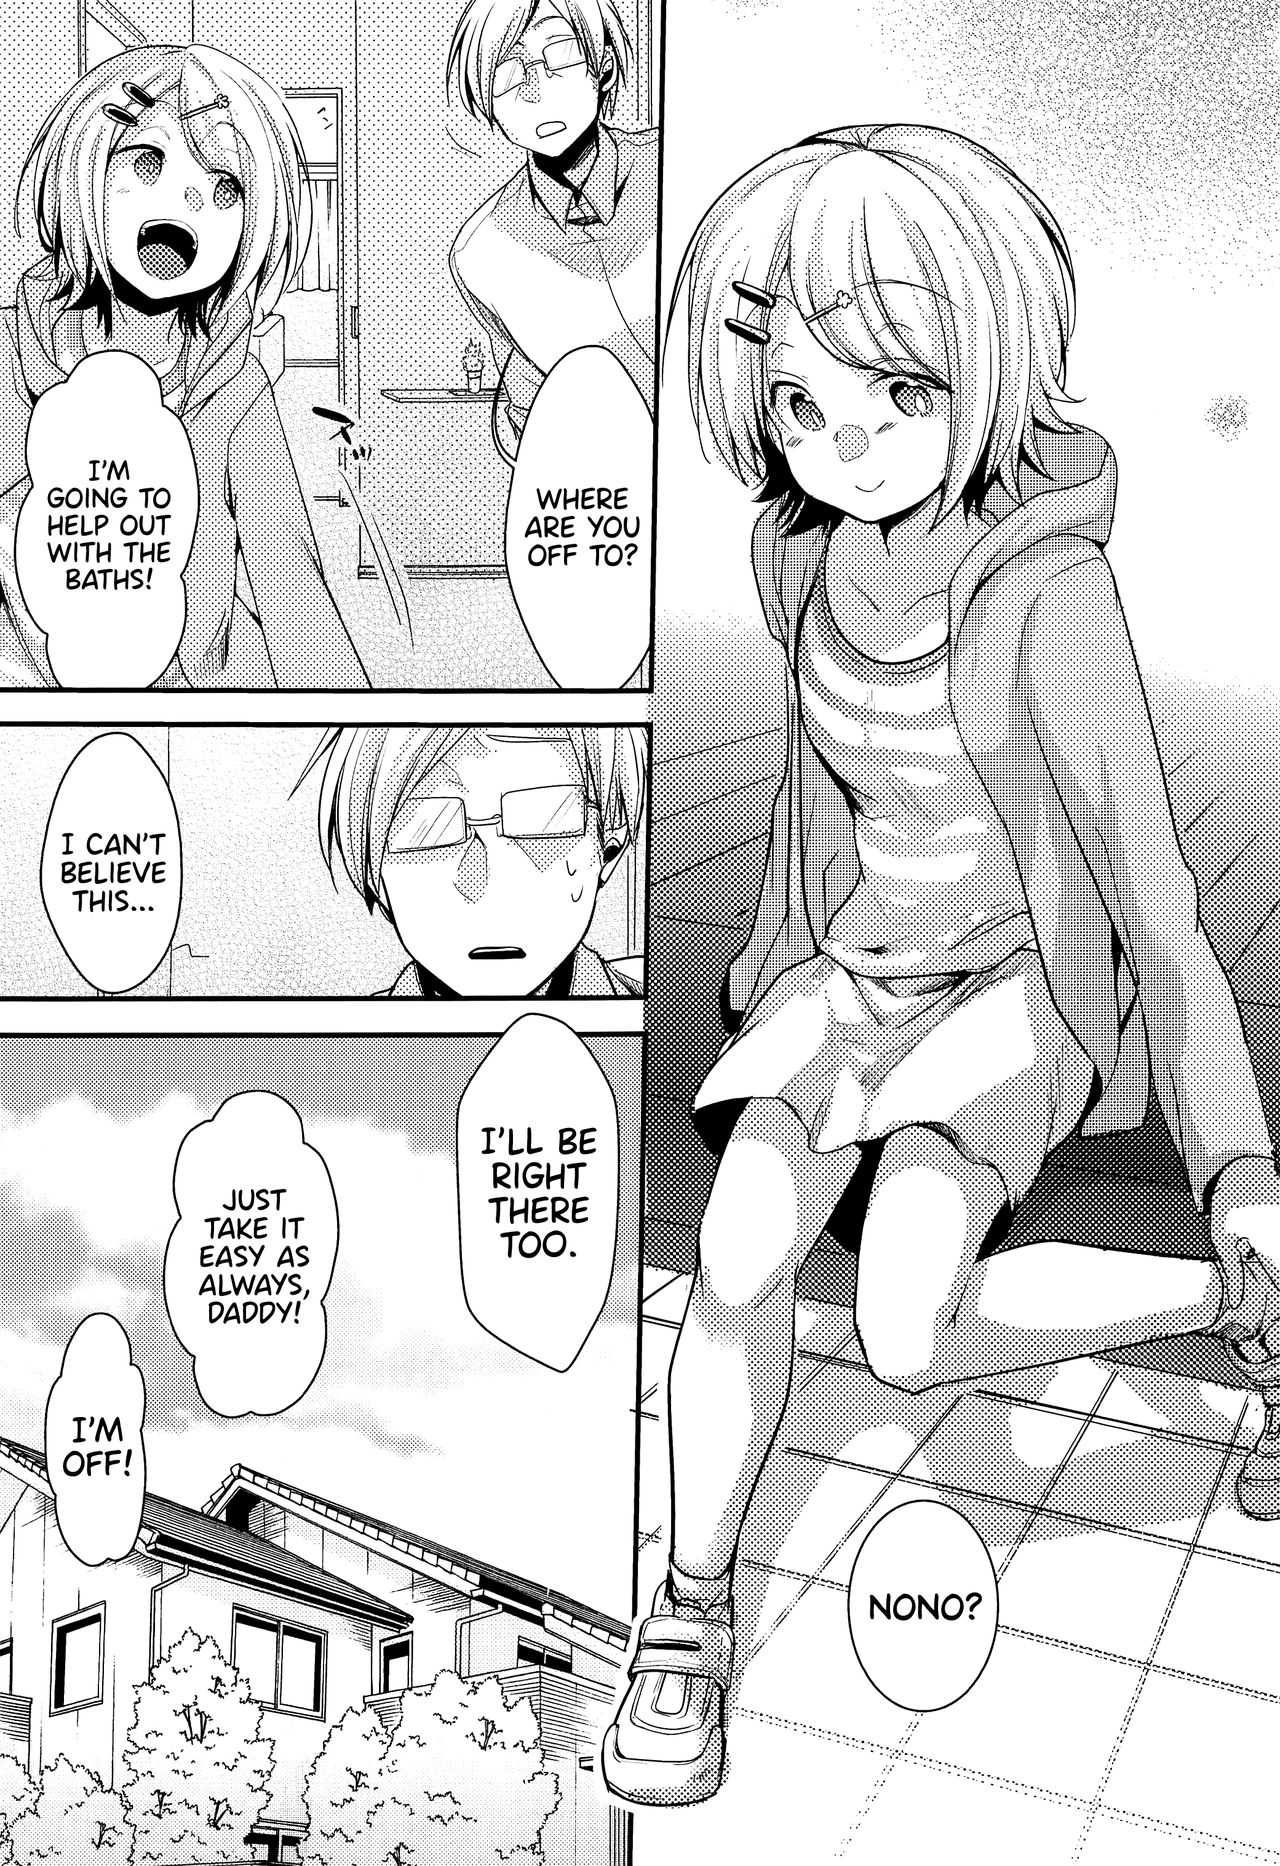 NONO?
WHERE
ARE YOU
OFF TO?
I'M
GOING TO
HELP OUT
WITH THE
BATHS!
I CAN'T
BELIEVE
THIS...
I'LL BE
RIGHT
THERE
TOO.
JUST
TAKE IT
EASY AS
ALWAYS,
DADDY!
I'M
OFF!